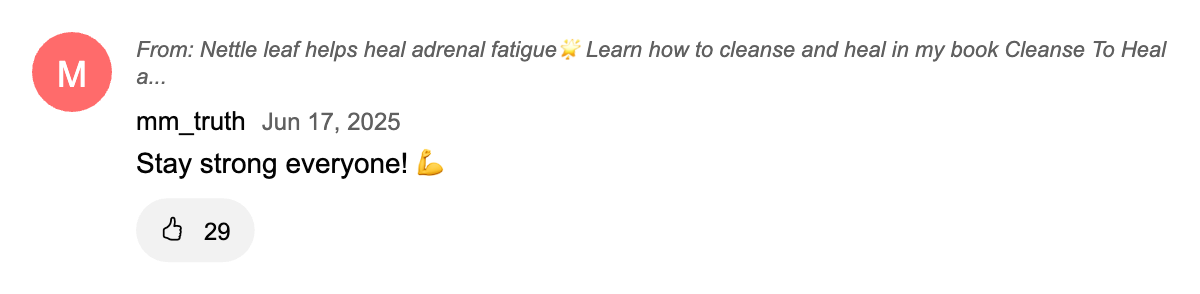 M
From: Nettle leaf helps heal adrenal fatigue🌟 Learn how to cleanse and heal in my book Cleanse To Heal
a...
mm_truth Jun 17, 2025
Stay strong everyone! 💪
29